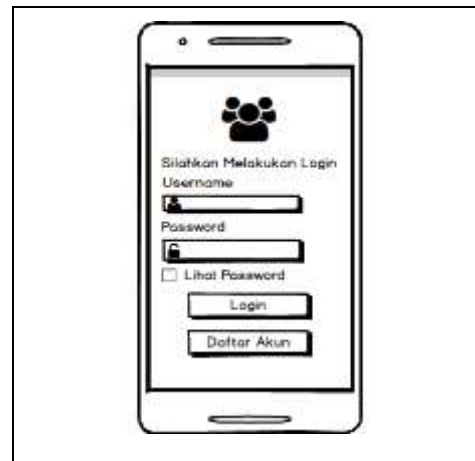 Silahkan Melakukan Login
Username
Password
Lihat Password
Login
Daftar Akun